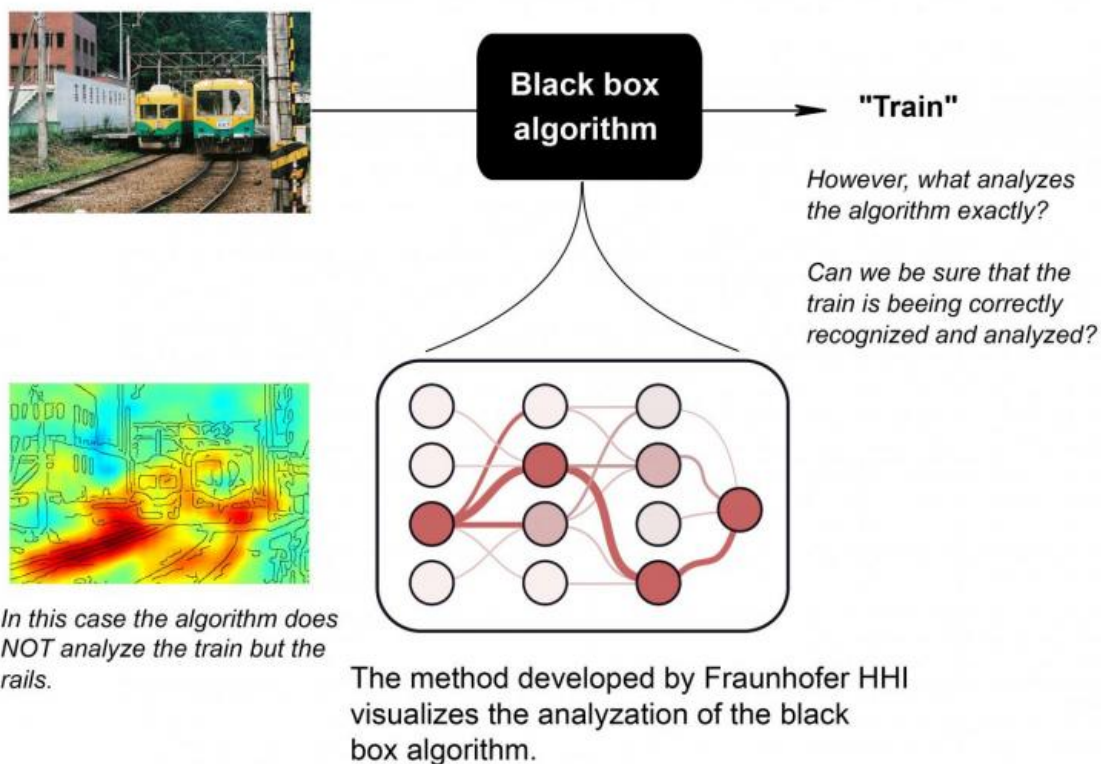 Black box
algorithm
"Train"
However, what analyzes
the algorithm exactly?
Can we be sure that the
train is beeing correctly
recognized and analyzed?
In this case the algorithm does
NOT analyze the train but the
rails.
The method developed by Fraunhofer HHI
visualizes the analyzation of the black
box algorithm.